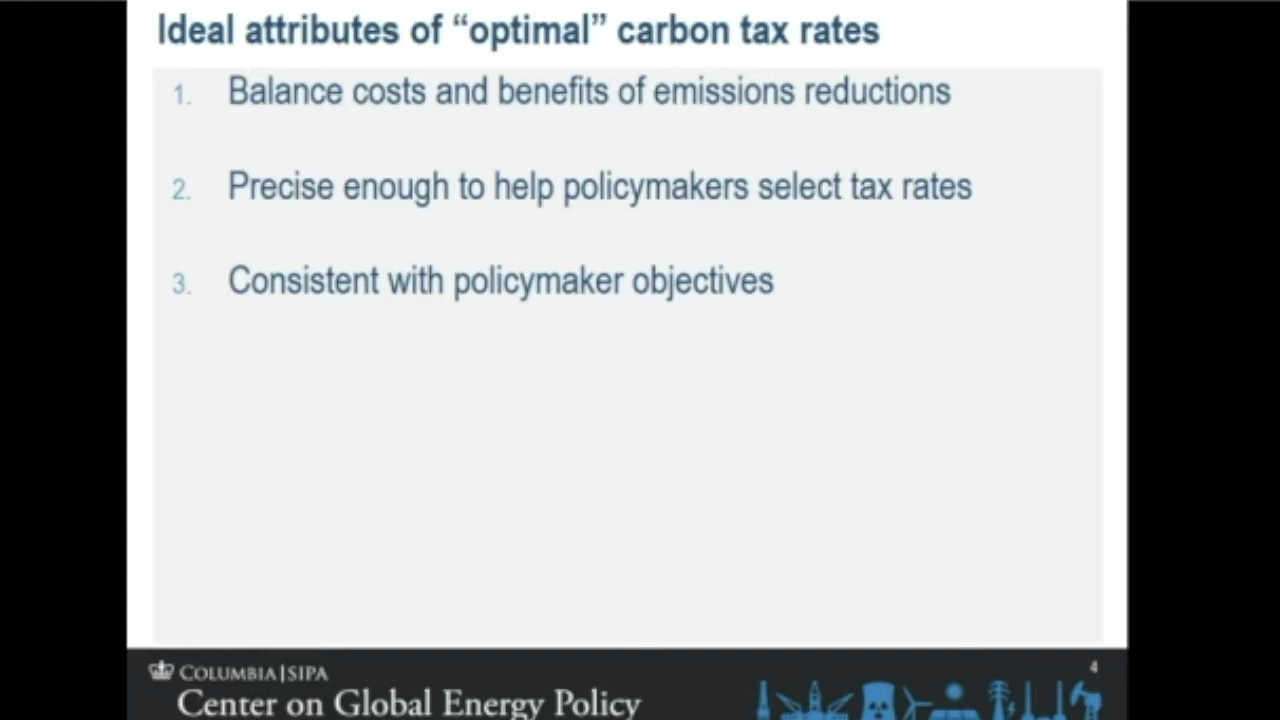 Ideal attributes of “optimal” carbon tax rates
1. Balance costs and benefits of emissions reductions
2. Precise enough to help policymakers select tax rates
3. Consistent with policymaker objectives
COLUMBIA|SIPA
Center on Global Energy Policy
4